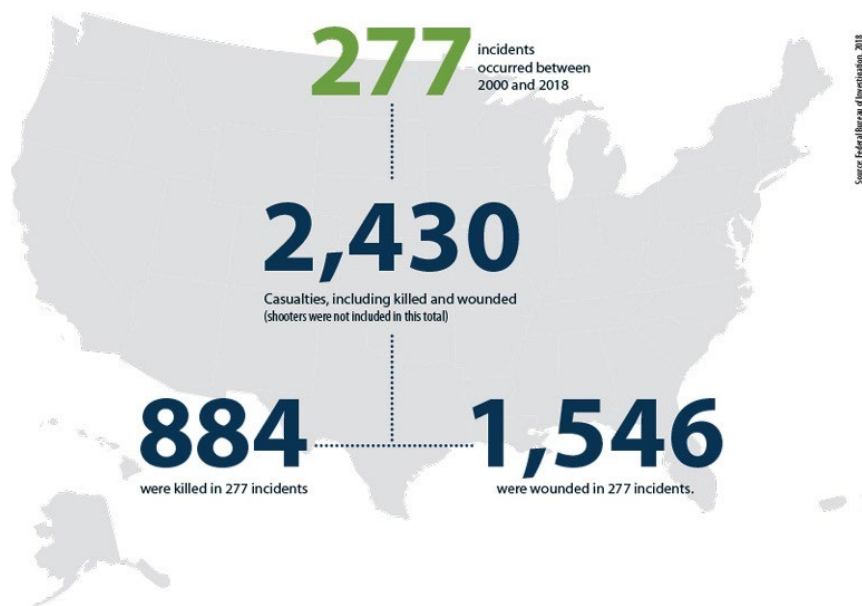 277
incidents
occurred between
2000 and 2018
2,430
Casualties, including killed and wounded
(shooters were not included in this total)
884
were killed in 277 incidents
1,546
were wounded in 277 incidents.
Source: Federal Bureau of Investigation, 2018